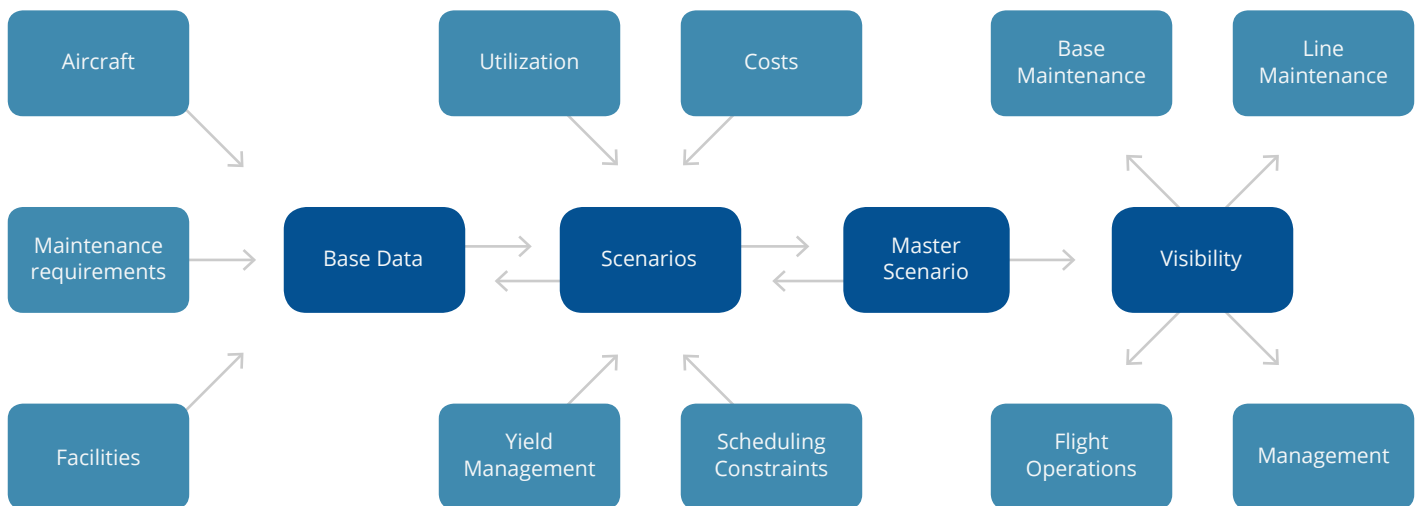 Aircraft
Utilization
Costs
Base
Maintenance
Line
Maintenance
Maintenance
requirements
Base Data
Scenarios
Master
Scenario
Visibility
Facilities
Yield
Management
Scheduling
Constraints
Flight
Operations
Management